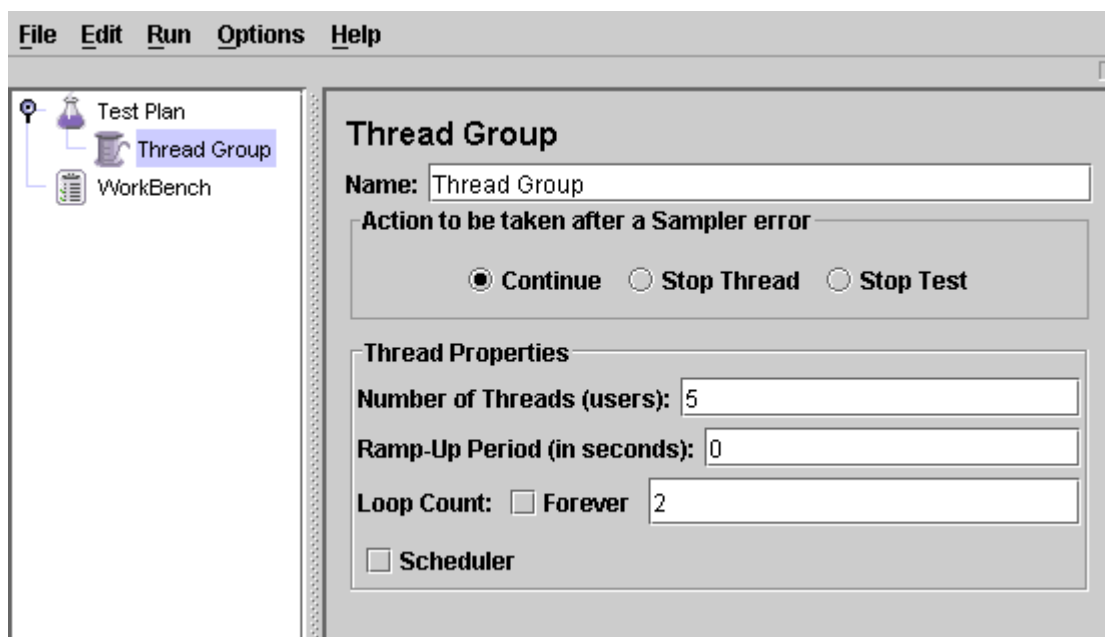 File Edit Run Options Help
Test Plan
Thread Group
WorkBench
Thread Group
Name: Thread Group
Action to be taken after a Sampler error
Continue Stop Thread Stop Test
Thread Properties
Number of Threads (users): 5
Ramp-Up Period (in seconds): 0
Loop Count: Forever 2
Scheduler